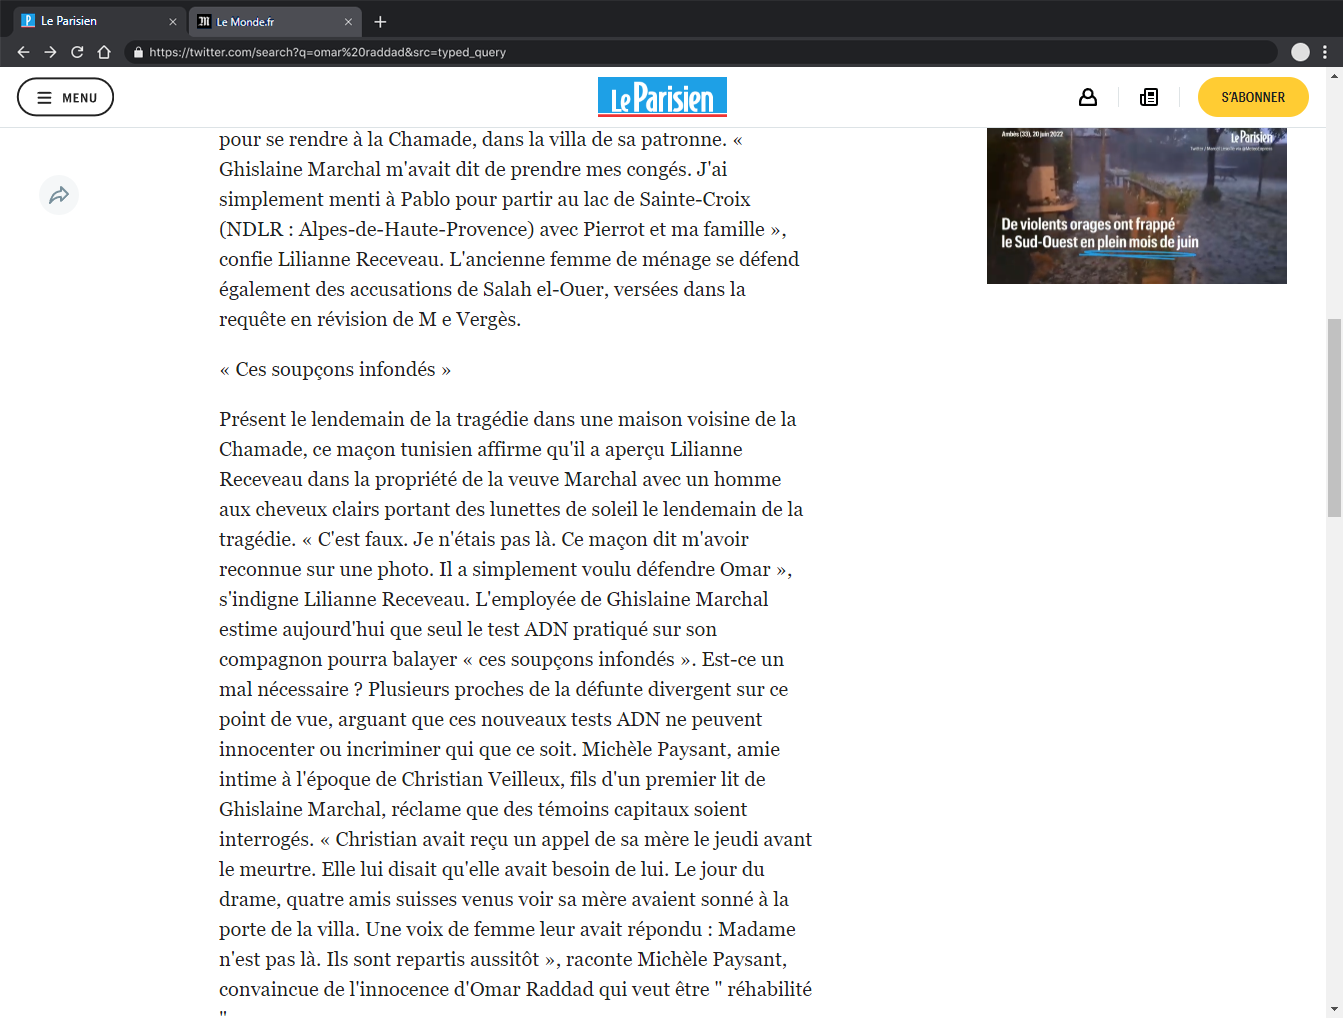 Le Parisien
Le Monde.fr
https://twitter.com/search?q=omar%20raddad&src=typed_query
MENU
Le Parisien
S'ABONNER
pour se rendre à la Chamade, dans la villa de sa patronne. «
Ghislaine Marchal m'avait dit de prendre mes congés. J'ai
simplement menti à Pablo pour partir au lac de Sainte-Croix
(NDLR : Alpes-de-Haute-Provence) avec Pierrot et ma famille »,
confie Lilianne Receveau. L'ancienne femme de ménage se défend
également des accusations de Salah el-Ouer, versées dans la
requête en révision de M e Vergès.
« Ces soupçons infondés »
Présent le lendemain de la tragédie dans une maison voisine de la
Chamade, ce maçon tunisien affirme qu'il a aperçu Lilianne
Receveau dans la propriété de la veuve Marchal avec un homme
aux cheveux clairs portant des lunettes de soleil le lendemain de la
tragédie. « C'est faux. Je n'étais pas là. Ce maçon dit m'avoir
reconnue sur une photo. Il a simplement voulu défendre Omar »,
s'indigne Lilianne Receveau. L'employée de Ghislaine Marchal
estime aujourd'hui que seul le test ADN pratiqué sur son
compagnon pourra balayer « ces soupçons infondés ». Est-ce un
mal nécessaire ? Plusieurs proches de la défunte divergent sur ce
point de vue, arguant que ces nouveaux tests ADN ne peuvent
innocenter ou incriminer qui que ce soit. Michèle Paysant, amie
intime à l'époque de Christian Veilleux, fils d'un premier lit de
Ghislaine Marchal, réclame que des témoins capitaux soient
interrogés. « Christian avait reçu un appel de sa mère le jeudi avant
le meurtre. Elle lui disait qu'elle avait besoin de lui. Le jour du
drame, quatre amis suisses venus voir sa mère avaient sonné à la
porte de la villa. Une voix de femme leur avait répondu : Madame
n'est pas là. Ils sont repartis aussitôt », raconte Michèle Paysant,
convaincue de l'innocence d'Omar Raddad qui veut être " réhabilité
"
Ambès (33), 20 juin 2022
Le Parisien
De violents orages ont frappé
le Sud-Ouest en plein mois de juin